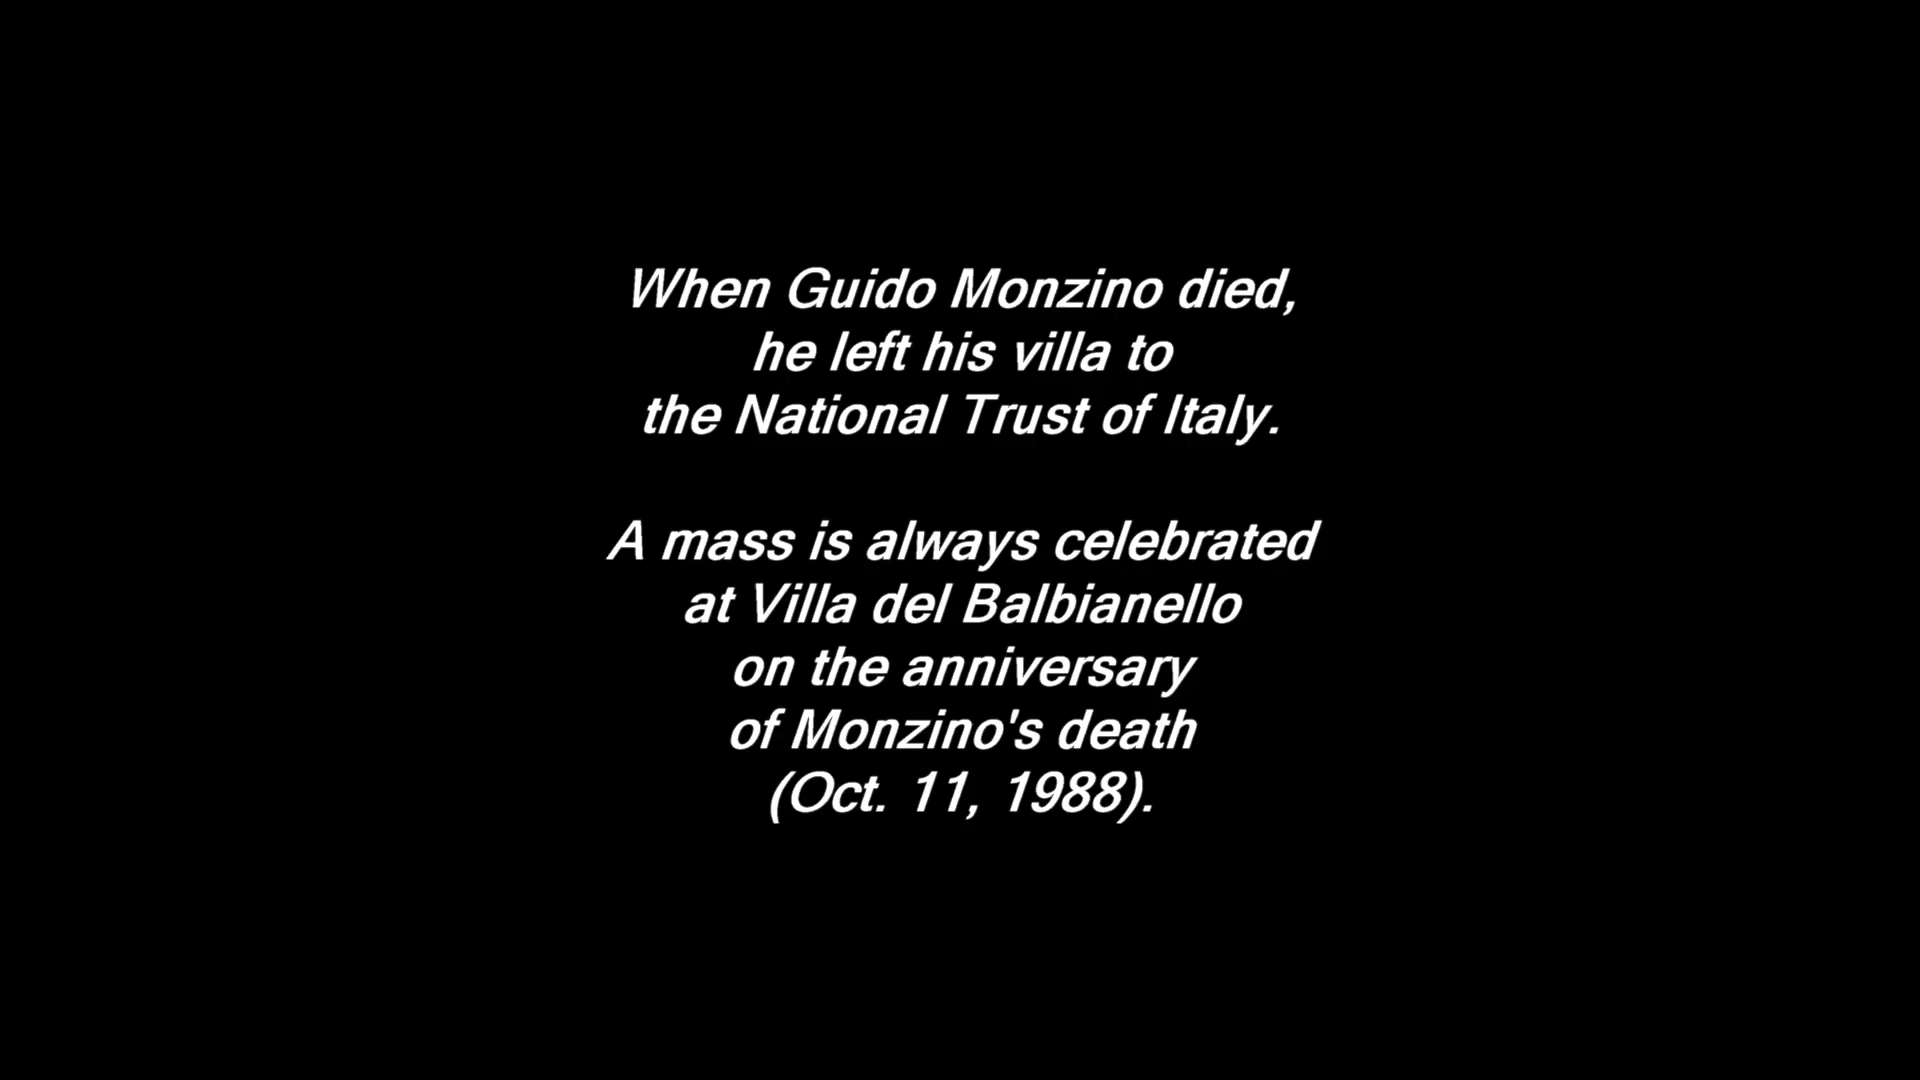 When Guido Monzino died,
he left his villa to
the National Trust of Italy.
A mass is always celebrated
at Villa del Balbianello
on the anniversary
of Monzino's death
(Oct. 11, 1988).